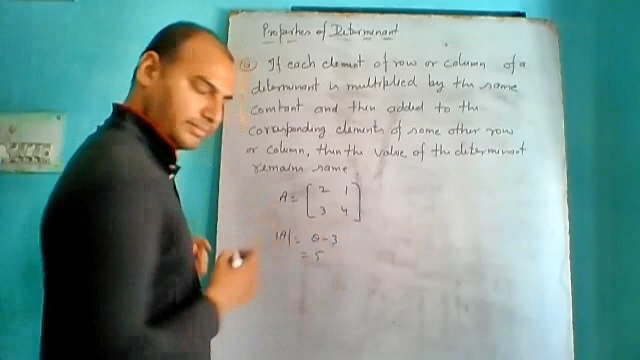 Properties of Determinant
(a) If each element of row or column of a
determinant is multiplied by the same
constant and then added to the
corresponding elements of some other row
or column, then the value of the determinant
remain same
A = [ 2 1
3 4 ]
|A| = 8 - 3
= 5